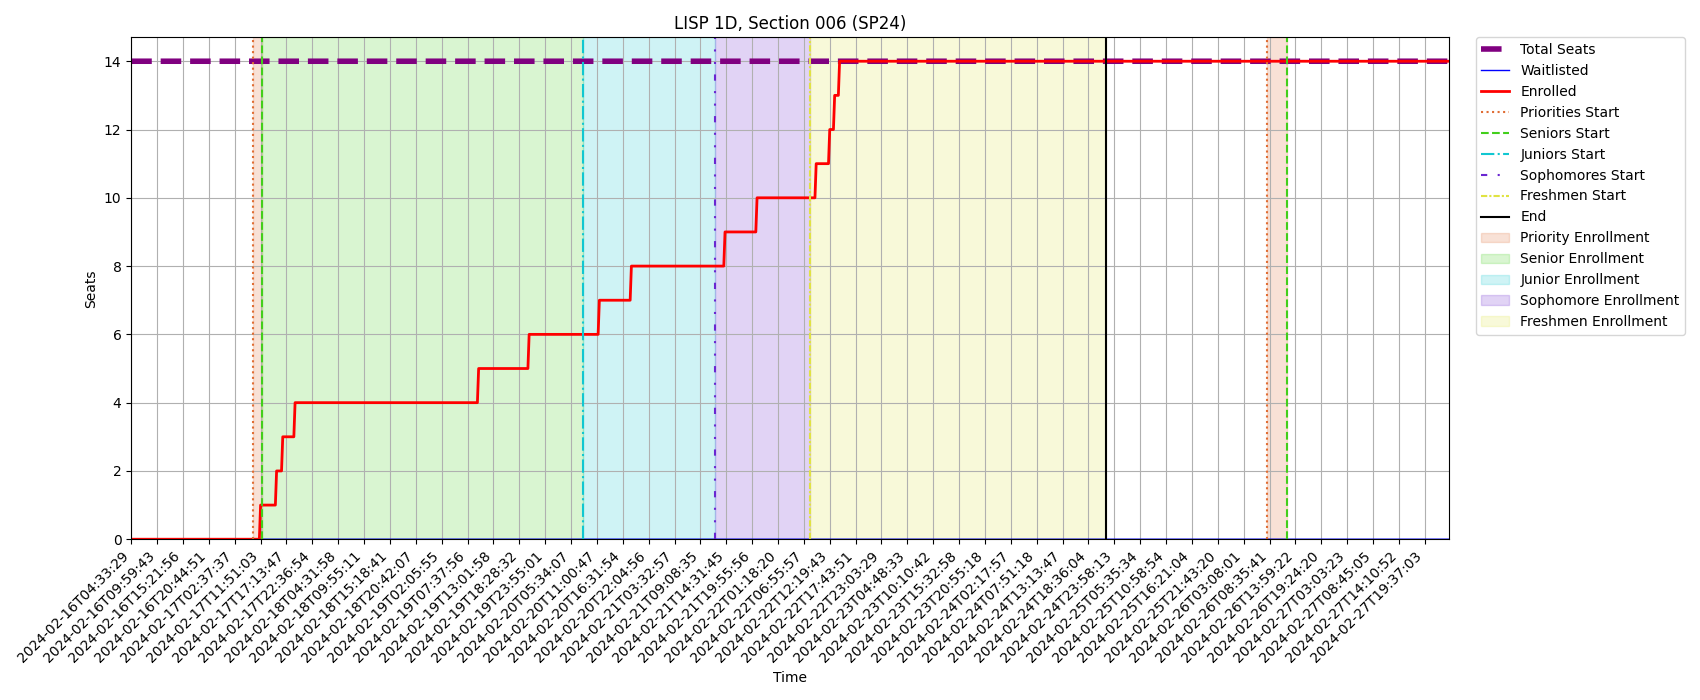 LISP 1D, Section 006 (SP24)
Seats
14
12
10
8
6
4
2
0
2024-02-16T04:33:29
2024-02-16T09:59:43
2024-02-16T15:21:56
2024-02-16T20:44:51
2024-02-17T02:37:37
2024-02-17T11:51:03
2024-02-17T17:13:47
2024-02-17T22:36:54
2024-02-18T04:31:58
2024-02-18T09:55:11
2024-02-18T15:18:41
2024-02-18T20:42:07
2024-02-19T02:05:55
2024-02-19T07:37:56
2024-02-19T13:01:58
2024-02-19T18:28:32
2024-02-19T23:55:01
2024-02-20T05:34:07
2024-02-20T11:00:47
2024-02-20T16:31:54
2024-02-20T22:04:56
2024-02-21T03:32:57
2024-02-21T09:08:35
2024-02-21T14:31:45
2024-02-21T19:55:56
2024-02-22T01:18:20
2024-02-22T06:55:57
2024-02-22T12:19:43
2024-02-22T17:43:51
2024-02-22T23:03:29
2024-02-23T04:48:33
2024-02-23T10:10:42
2024-02-23T15:32:58
2024-02-23T20:55:18
2024-02-24T02:17:57
2024-02-24T07:51:18
2024-02-24T13:13:47
2024-02-24T18:36:04
2024-02-24T23:58:13
2024-02-25T05:35:34
2024-02-25T10:58:54
2024-02-25T16:21:04
2024-02-25T21:43:20
2024-02-26T03:08:01
2024-02-26T08:35:41
2024-02-26T13:59:22
2024-02-26T19:24:20
2024-02-27T03:03:23
2024-02-27T08:45:05
2024-02-27T14:10:52
2024-02-27T19:37:03
Time
Total Seats
Waitlisted
Enrolled
Priorities Start
Seniors Start
Juniors Start
Sophomores Start
Freshmen Start
End
Priority Enrollment
Senior Enrollment
Junior Enrollment
Sophomore Enrollment
Freshmen Enrollment